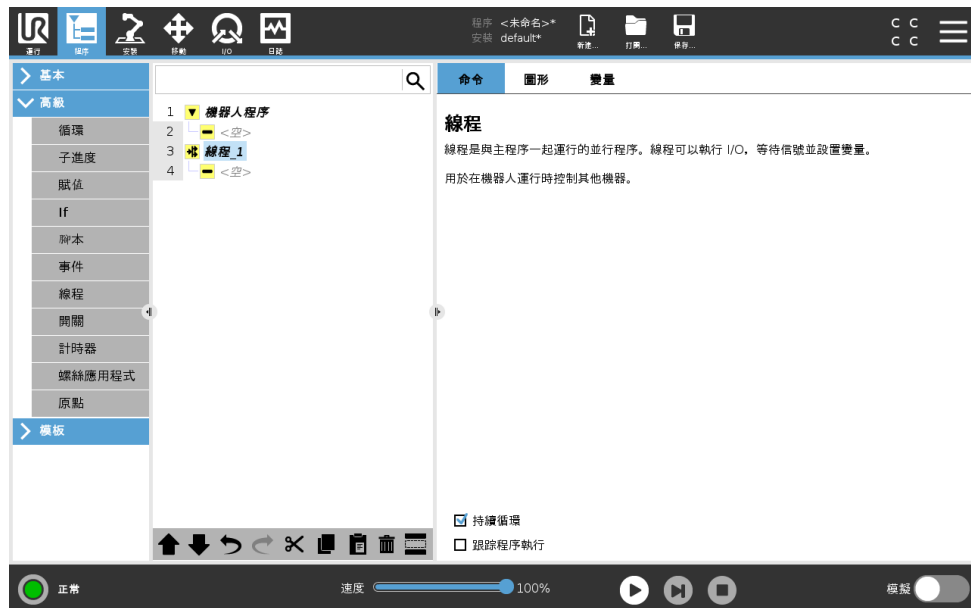 程序 <未命名>*
安裝 default*
C C
C C
運行
程序
安裝
移動
I/O
日誌
新建...
打開...
保存...
基本
高級
循環
子進度
賦值
If
腳本
事件
線程
開關
計時器
螺絲應用程式
原點
模板
1 機器人程序
2 <空>
3 線程_1
4 <空>
命令 圖形 變量
線程
線程是與主程序一起運行的並行程序。線程可以執行 I/O，等待信號並設置變量。
用於在機器人運行時控制其他機器。
持續循環
跟踪程序執行
正常
速度
100%
模擬